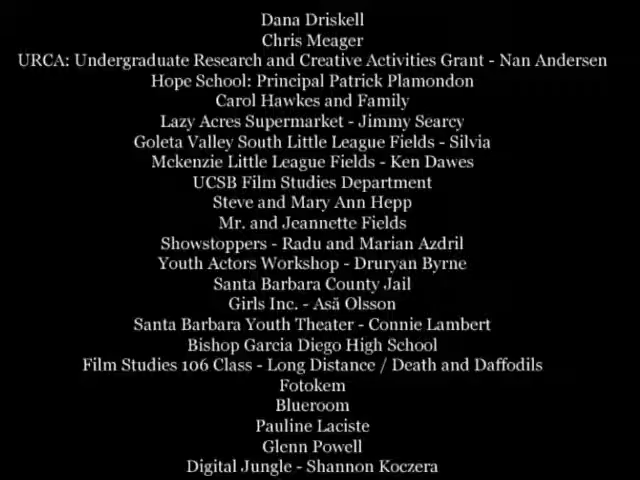 Dana Driskell
Chris Meager
URCA: Undergraduate Research and Creative Activities Grant - Nan Andersen
Hope School: Principal Patrick Plamondon
Carol Hawkes and Family
Lazy Acres Supermarket - Jimmy Searcy
Goleta Valley South Little League Fields - Silvia
Mckenzie Little League Fields - Ken Dawes
UCSB Film Studies Department
Steve and Mary Ann Hepp
Mr. and Jeannette Fields
Showstoppers - Radu and Marian Azdril
Youth Actors Workshop - Druryan Byrne
Santa Barbara County Jail
Girls Inc. - Asã Olsson
Santa Barbara Youth Theater - Connie Lambert
Bishop Garcia Diego High School
Film Studies 106 Class - Long Distance / Death and Daffodils
Fotokem
Blueroom
Pauline Laciste
Glenn Powell
Digital Jungle - Shannon Koczera